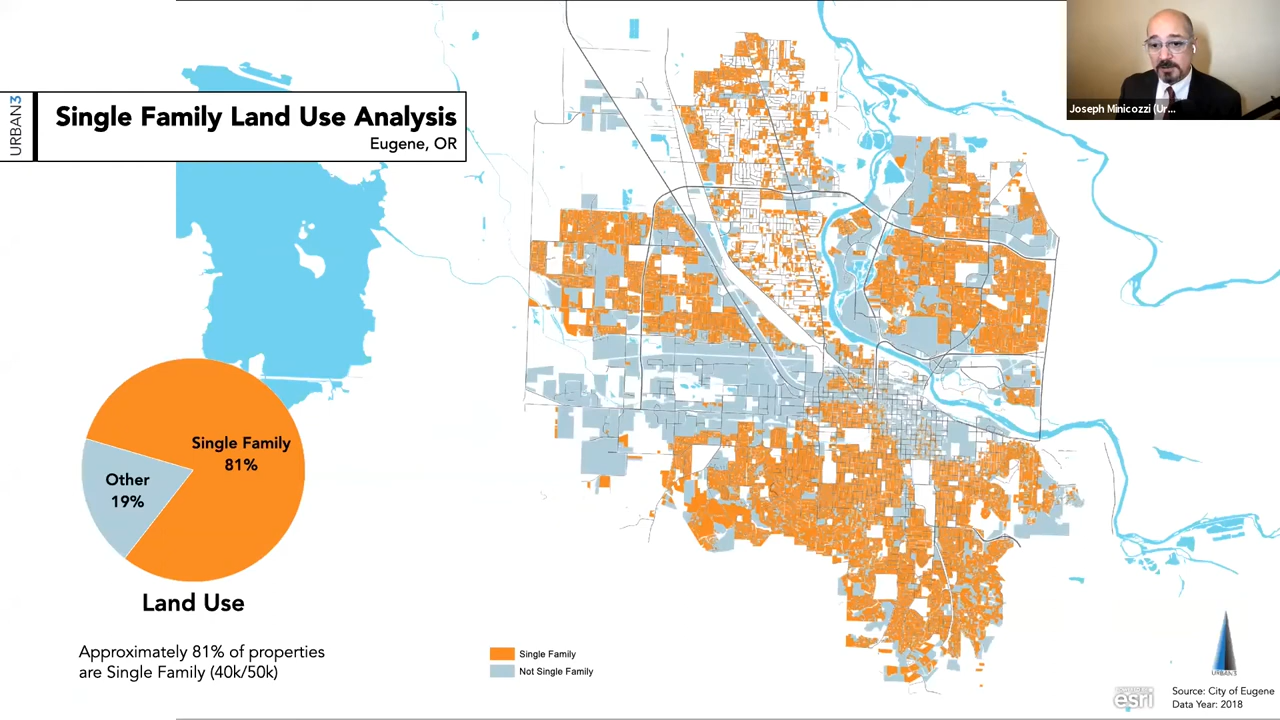 URBAN3
Single Family Land Use Analysis
Eugene, OR
Joseph Minicozzi (Ur...
Single Family
81%
Other
19%
Land Use
Approximately 81% of properties
are Single Family (40k/50k)
Single Family
Not Single Family
URBAN3
esri
Source: City of Eugene
Data Year: 2018